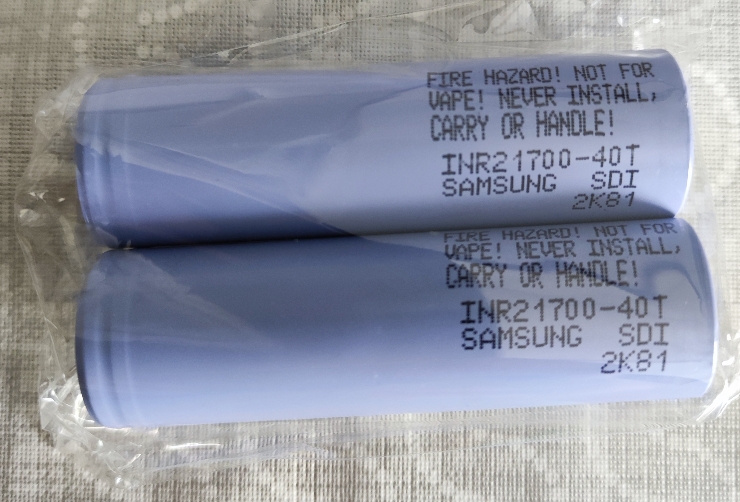 FIRE HAZARD! NOT FOR
VAPE! NEVER INSTALL,
CARRY OR HANDLE!
INR21700-40T
SAMSUNG SDI
2K81
FIRE HAZARD! NOT FOR
VAPE! NEVER INSTALL,
CARRY OR HANDLE!
INR21700-40T
SAMSUNG SDI
2K81